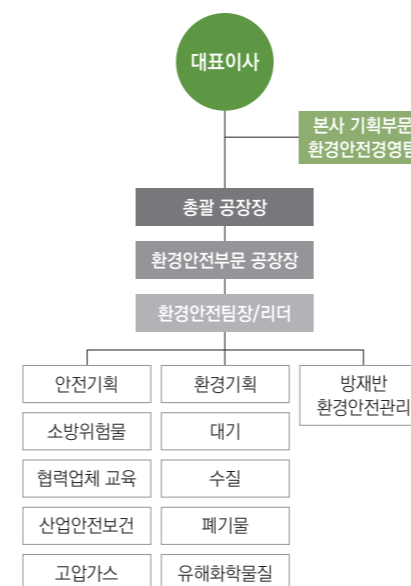 대표이사
본사 기획부문
환경안전경영팀
총괄 공장장
환경안전부문 공장장
환경안전팀장/리더
안전기획
환경기획
방재반
환경안전관리
소방위험물
대기
협력업체 교육
수질
산업안전보건
폐기물
고압가스
유해화학물질